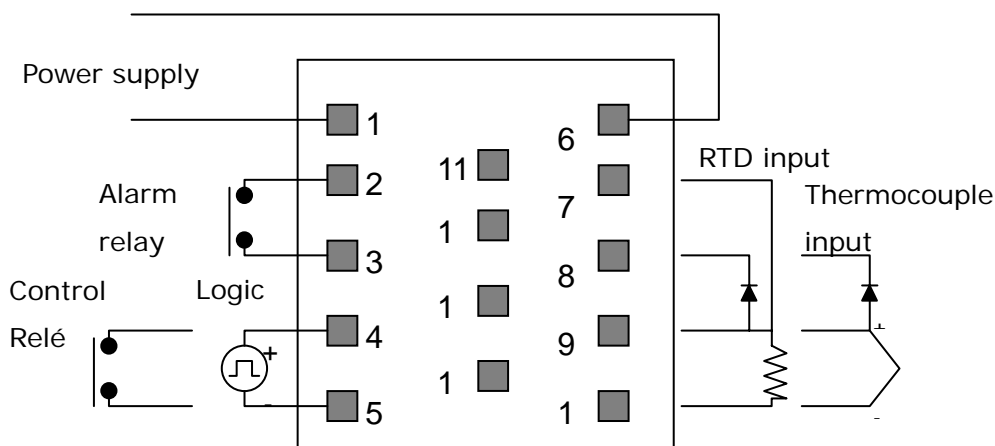 Power supply
1
6
RTD input
2
11
Alarm
7
Thermocouple
relay
1
3
8
input
Control
Logic
1
Relé
4
9
+
+
1
5
1
-
-